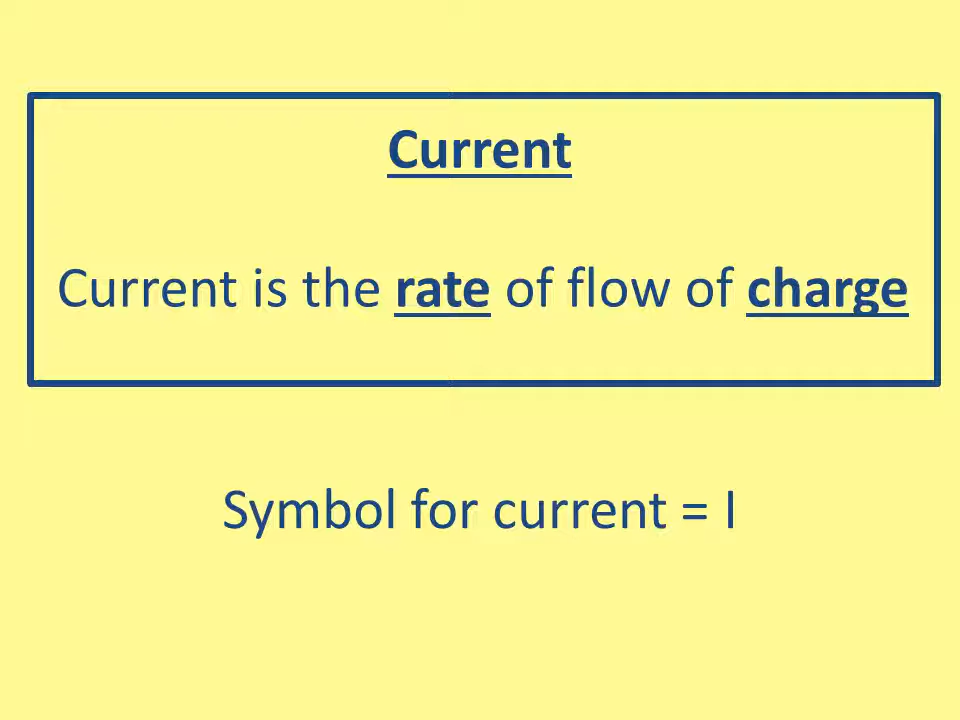 Current
Current is the rate of flow of charge
Symbol for current = I